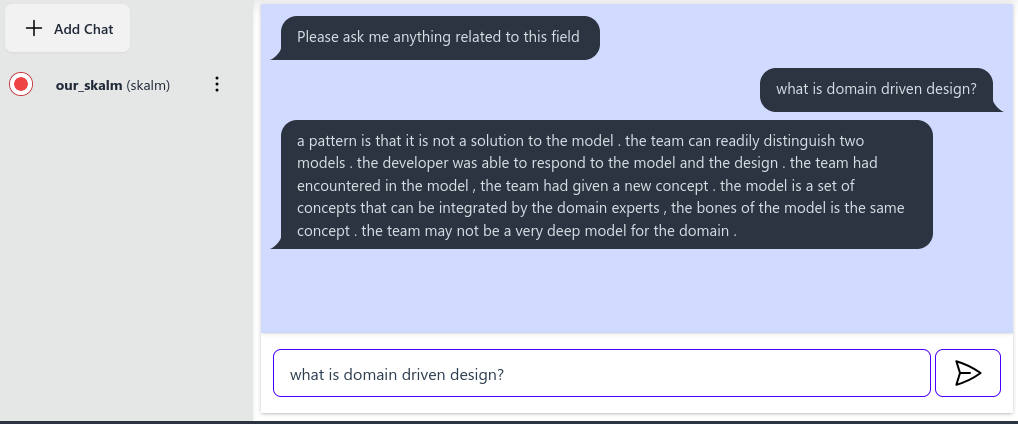 Add Chat
our_skalm (skalm)
Please ask me anything related to this field
what is domain driven design?
a pattern is that it is not a solution to the model . the team can readily distinguish two
models . the developer was able to respond to the model and the design . the team had
encountered in the model , the team had given a new concept . the model is a set of
concepts that can be integrated by the domain experts , the bones of the model is the same
concept . the team may not be a very deep model for the domain .
what is domain driven design?